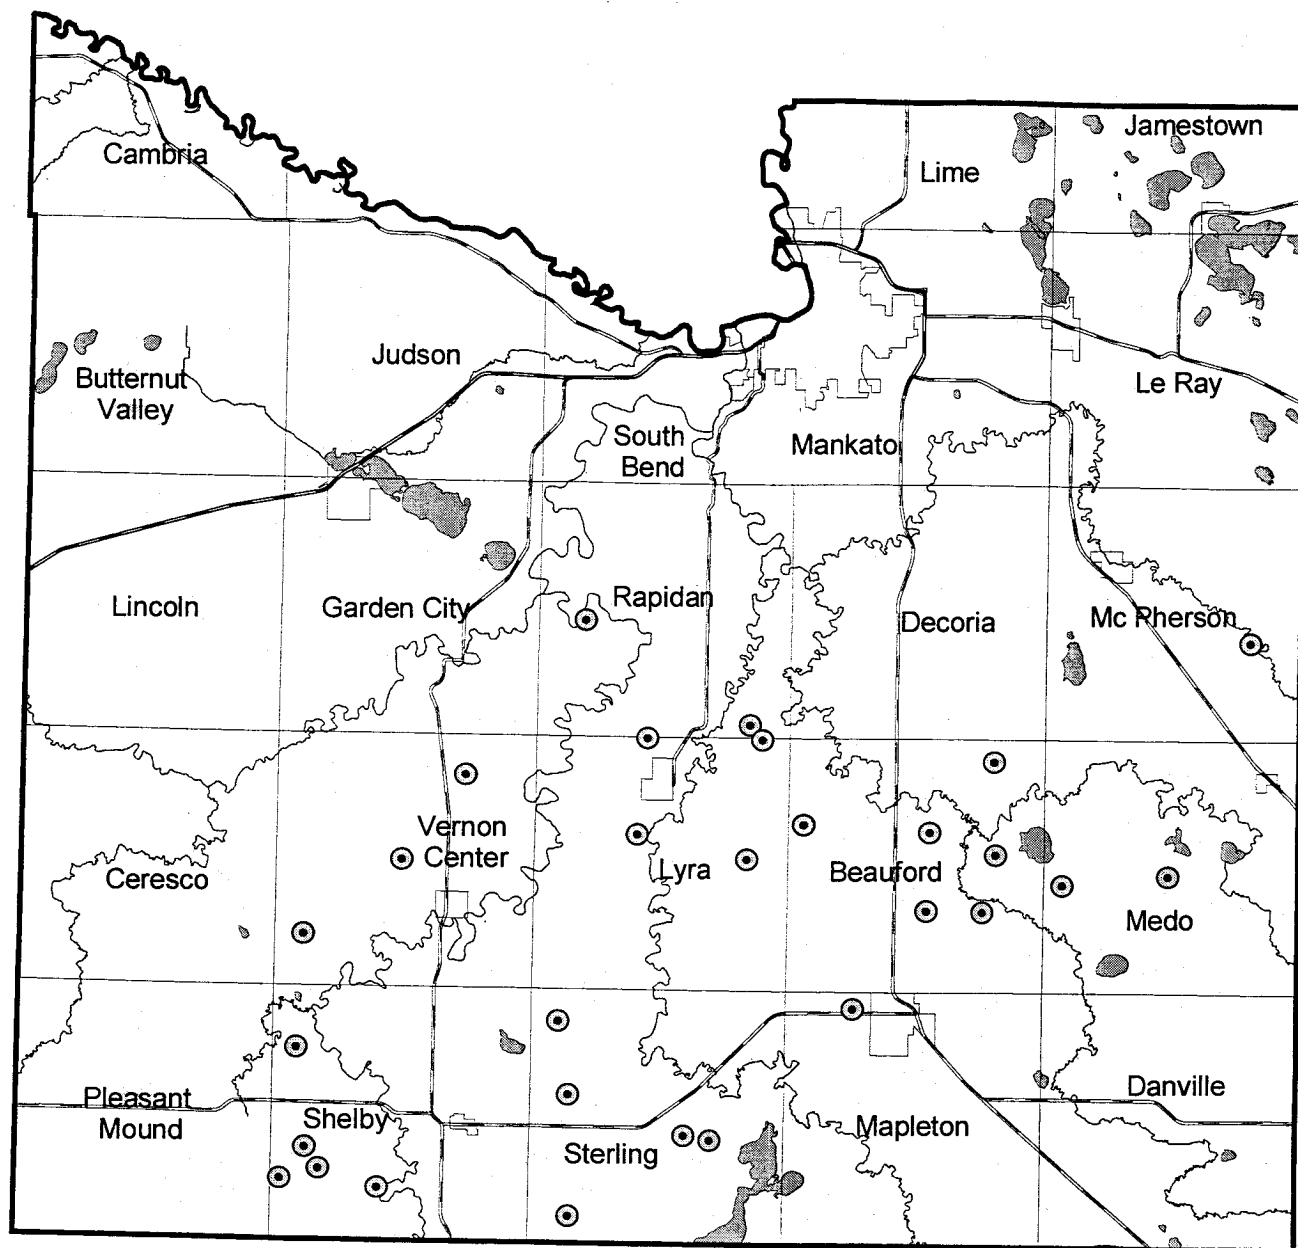 Jamestown
Cambria
Lime
Judson
Butternut
Valley
Le Ray
South
Bend
Mankato
Lincoln
Garden City
Rapidan
Decoria
Mc Pherson
Vernon
Center
Ceresco
Lyra
Beauford
Medo
Pleasant
Mound
Shelby
Sterling
Mapleton
Danville